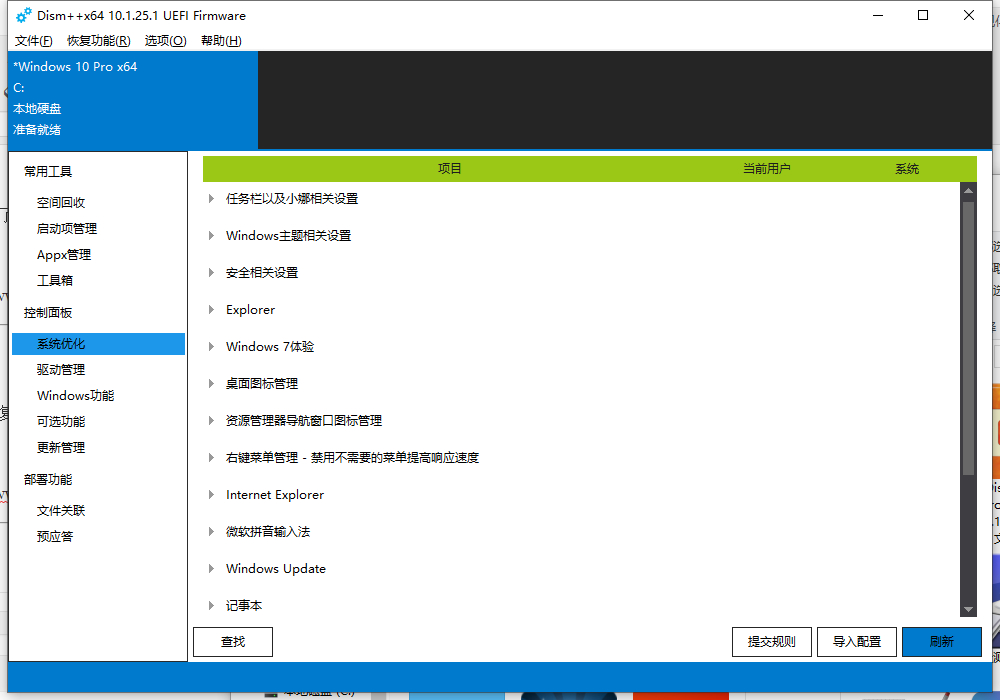 Dism++x64 10.1.25.1 UEFI Firmware
文件(F) 恢复功能(R) 选项(O) 帮助(H)
*Windows 10 Pro x64
C:
本地硬盘
准备就绪
常用工具
空间回收
启动项管理
Appx管理
工具箱
控制面板
系统优化
驱动管理
Windows功能
可选功能
更新管理
部署功能
文件关联
预应答
项目 当前用户 系统
任务栏以及小娜相关设置
Windows主题相关设置
安全相关设置
Explorer
Windows 7体验
桌面图标管理
资源管理器导航窗口图标管理
右键菜单管理 - 禁用不需要的菜单提高响应速度
Internet Explorer
微软拼音输入法
Windows Update
记事本
查找 提交规则 导入配置 刷新